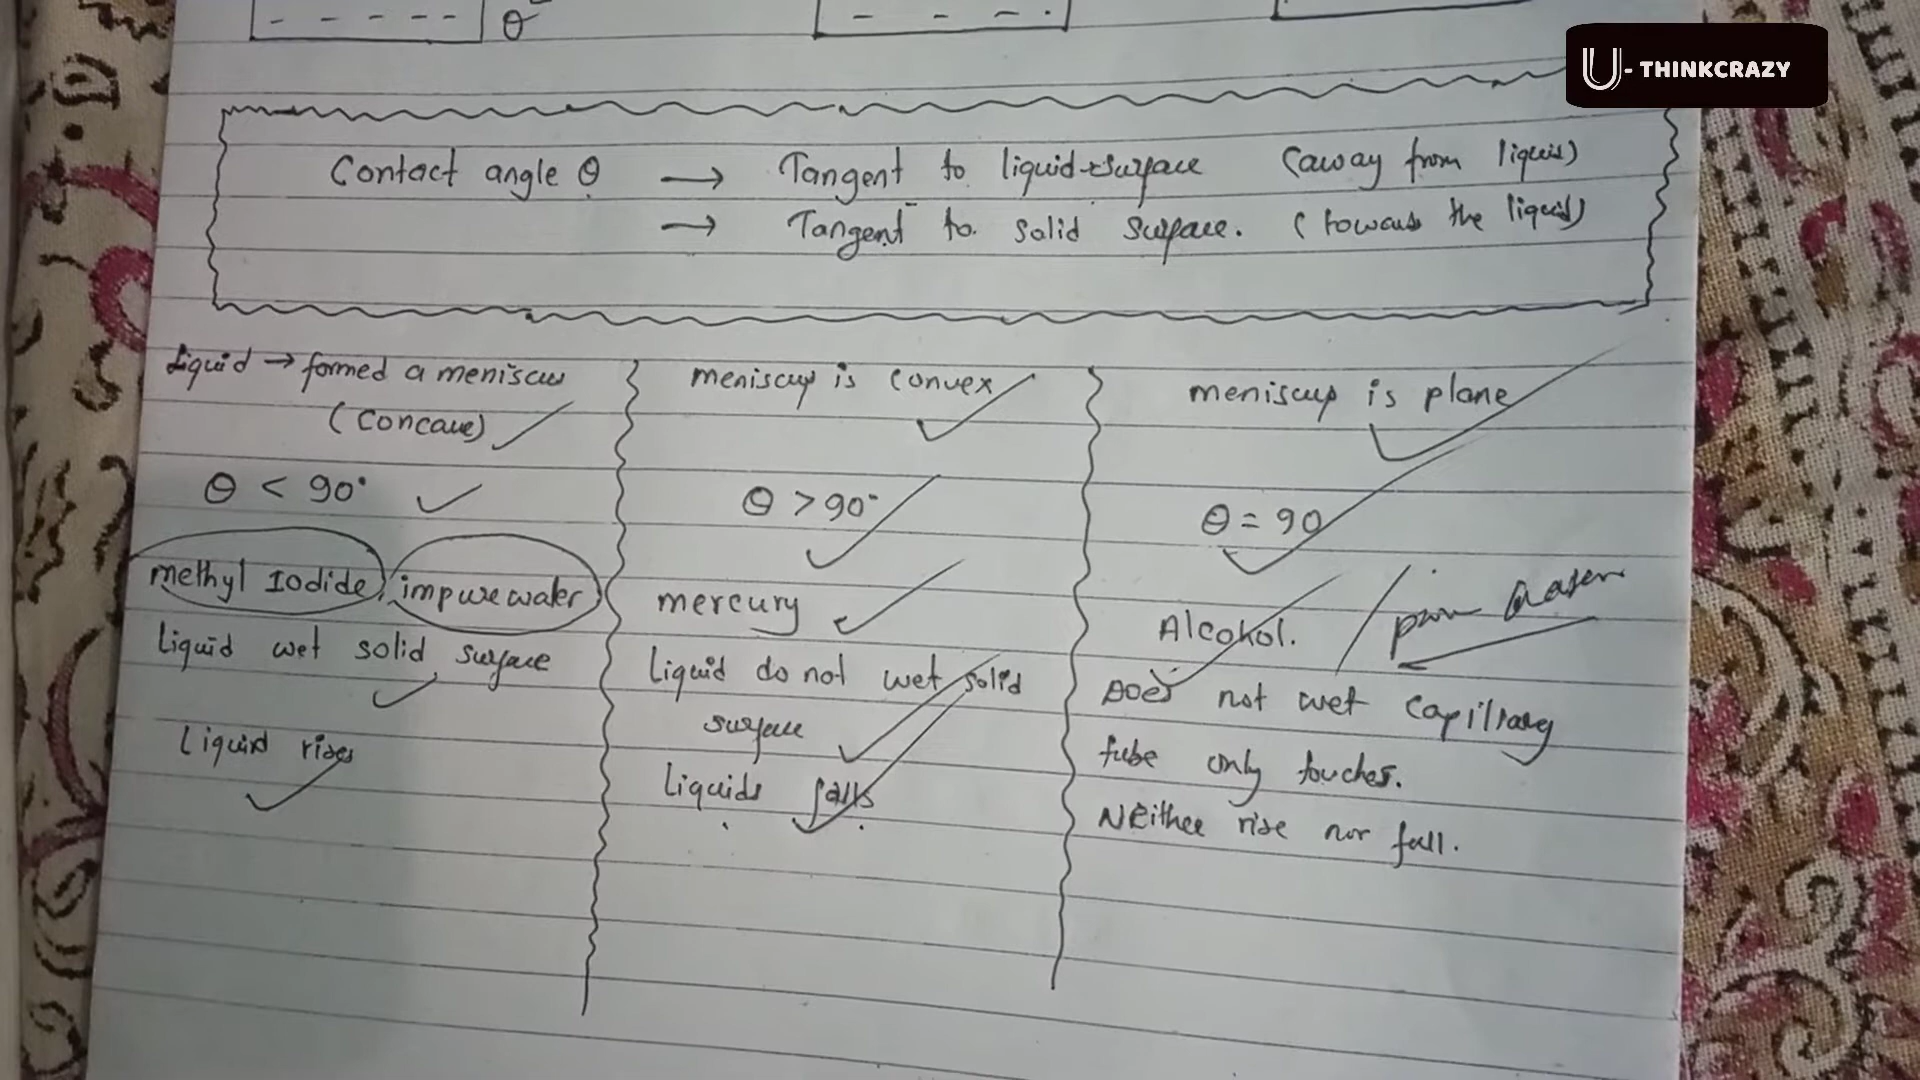 θ
U - THINKCRAZY
Contact angle θ → Tangent to liquid surface (away from liquid)
→ Tangent to solid surface. (towards the liquid)
Liquid → formed a meniscus
(Concave)
θ < 90°
methyl Iodide, impure water
Liquid wet solid surface
Liquid rises
meniscus is convex
θ > 90°
mercury
Liquid do not wet solid
surface
Liquids falls
meniscus is plane
θ = 90
Alcohol. / pure water
Does not wet capillary
tube only touches.
Neither rise nor fall.